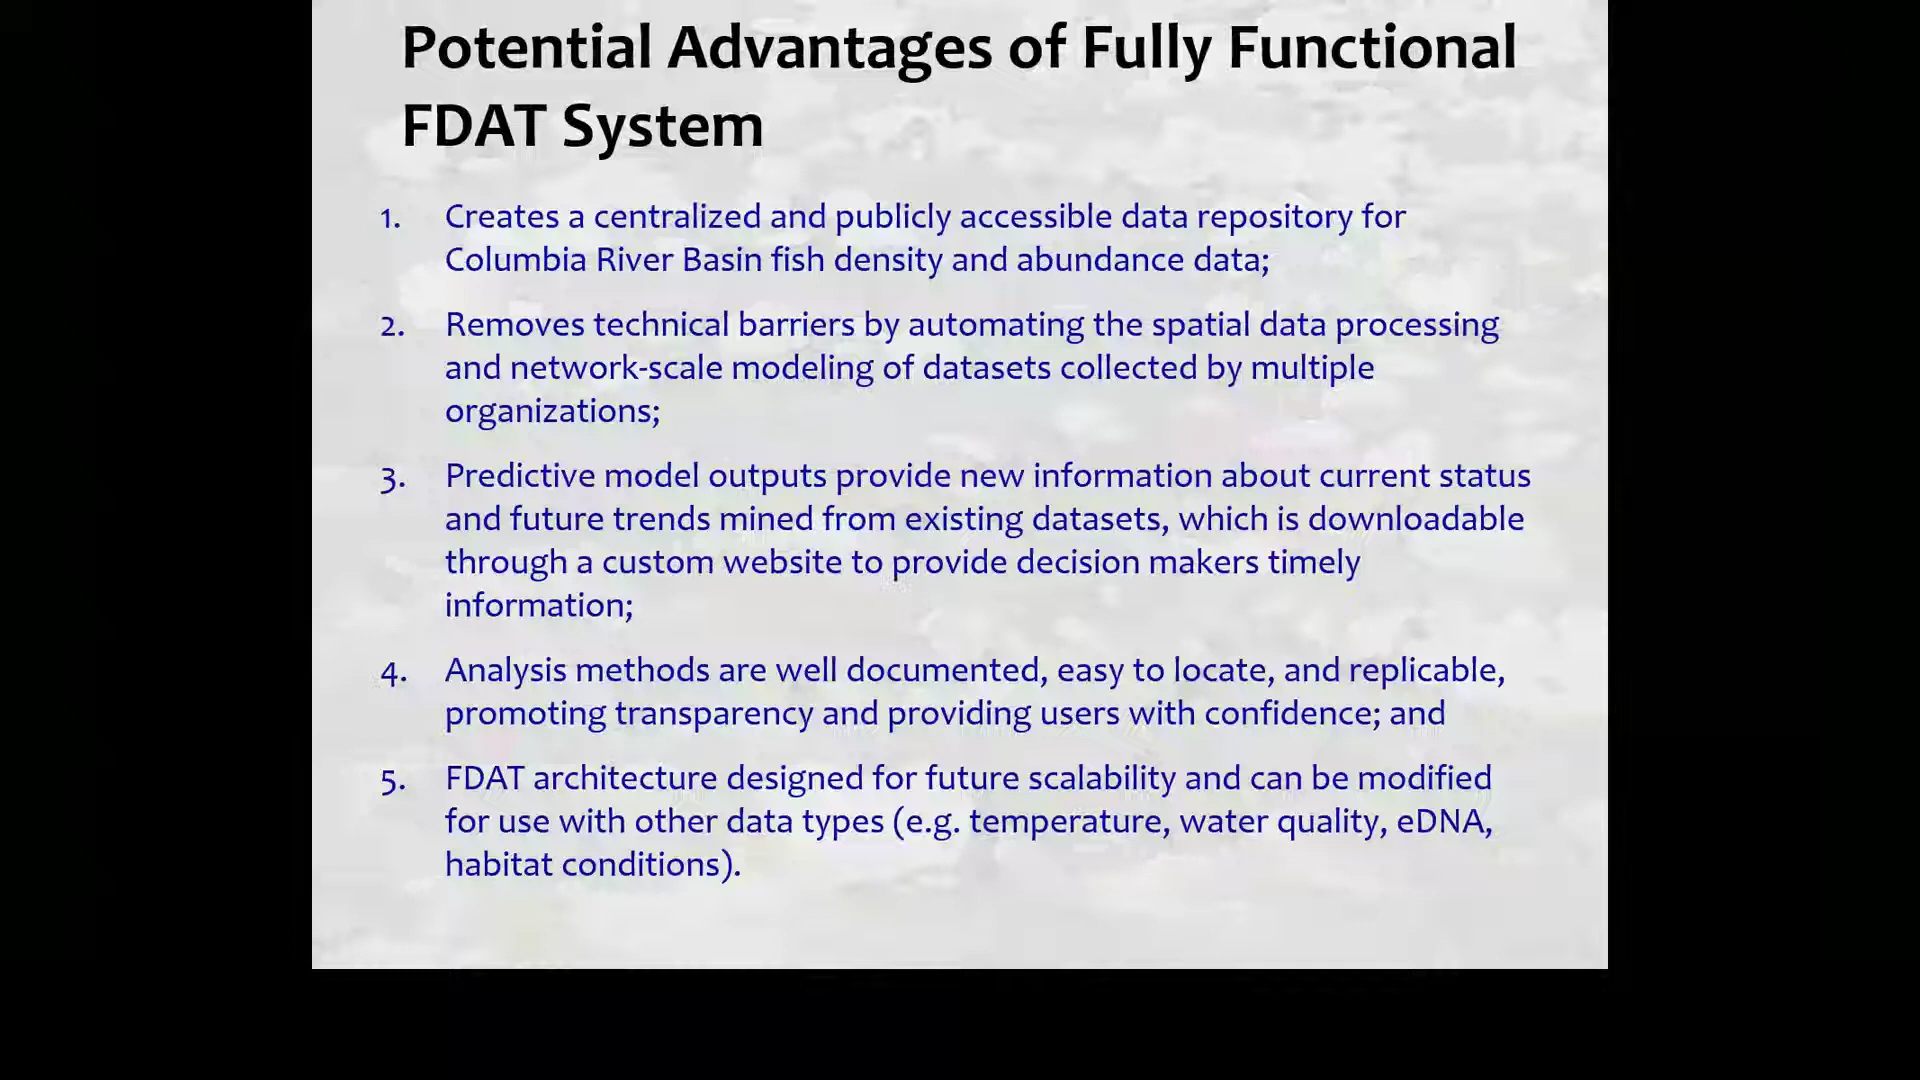 Potential Advantages of Fully Functional
FDAT System
1. Creates a centralized and publicly accessible data repository for
Columbia River Basin fish density and abundance data;
2. Removes technical barriers by automating the spatial data processing
and network-scale modeling of datasets collected by multiple
organizations;
3. Predictive model outputs provide new information about current status
and future trends mined from existing datasets, which is downloadable
through a custom website to provide decision makers timely
information;
4. Analysis methods are well documented, easy to locate, and replicable,
promoting transparency and providing users with confidence; and
5. FDAT architecture designed for future scalability and can be modified
for use with other data types (e.g. temperature, water quality, eDNA,
habitat conditions).